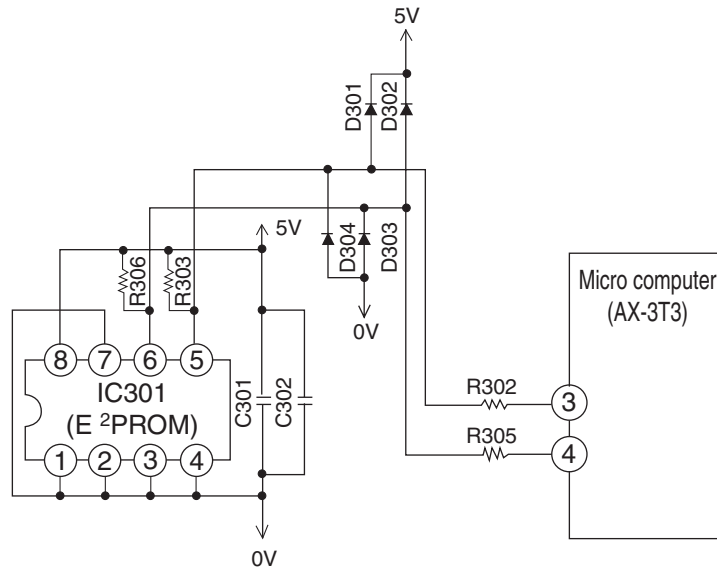 5V
D301
D302
5V
D304
D303
R306
R303
0V
Micro computer
(AX-3T3)
8 7 6 5
IC301
(E ²PROM)
C301
C302
R302
3
R305
4
1 2 3 4
0V